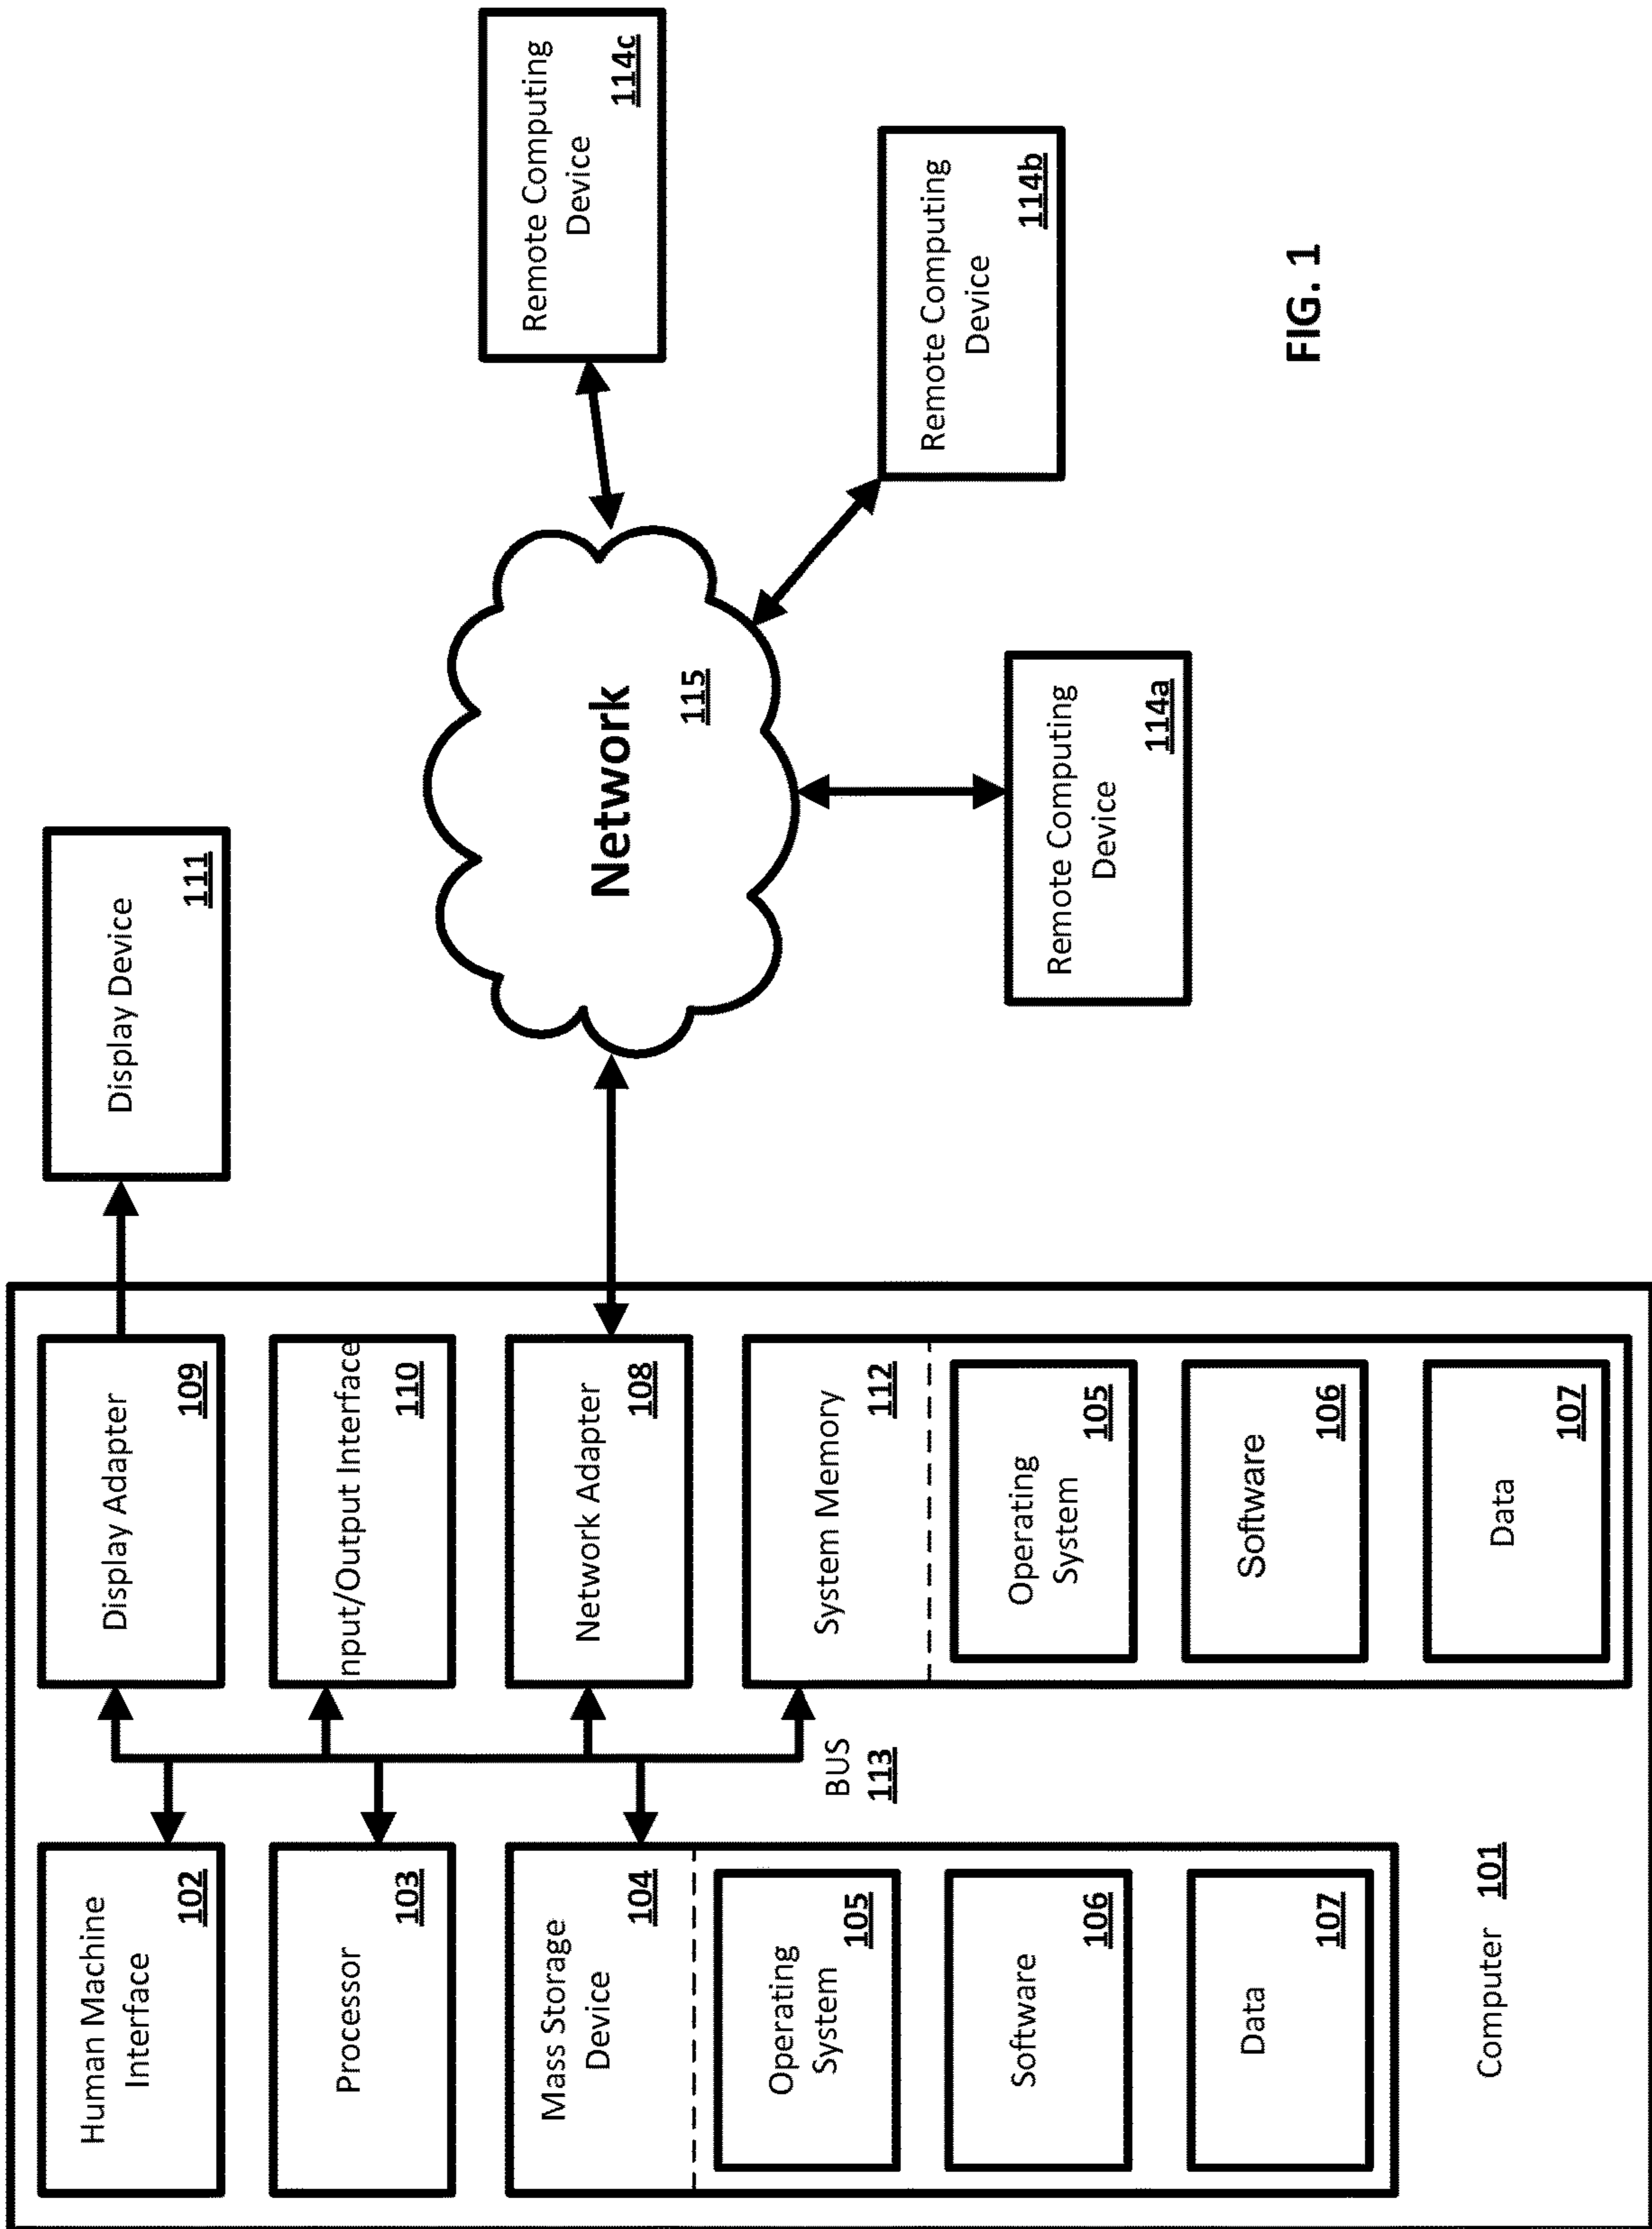 Human Machine
Interface
102
Processor
103
Mass Storage
Device
104
Operating
System
105
Software
106
Data
107
Computer 101
BUS
113
Display Adapter
109
nput/Output Interface
110
Network Adapter
108
System Memory
112
Operating
System
105
Software
106
Data
107
Display Device
111
Network
115
Remote Computing
Device
114a
Remote Computing
Device
114b
Remote Computing
Device
114c
FIG. 1